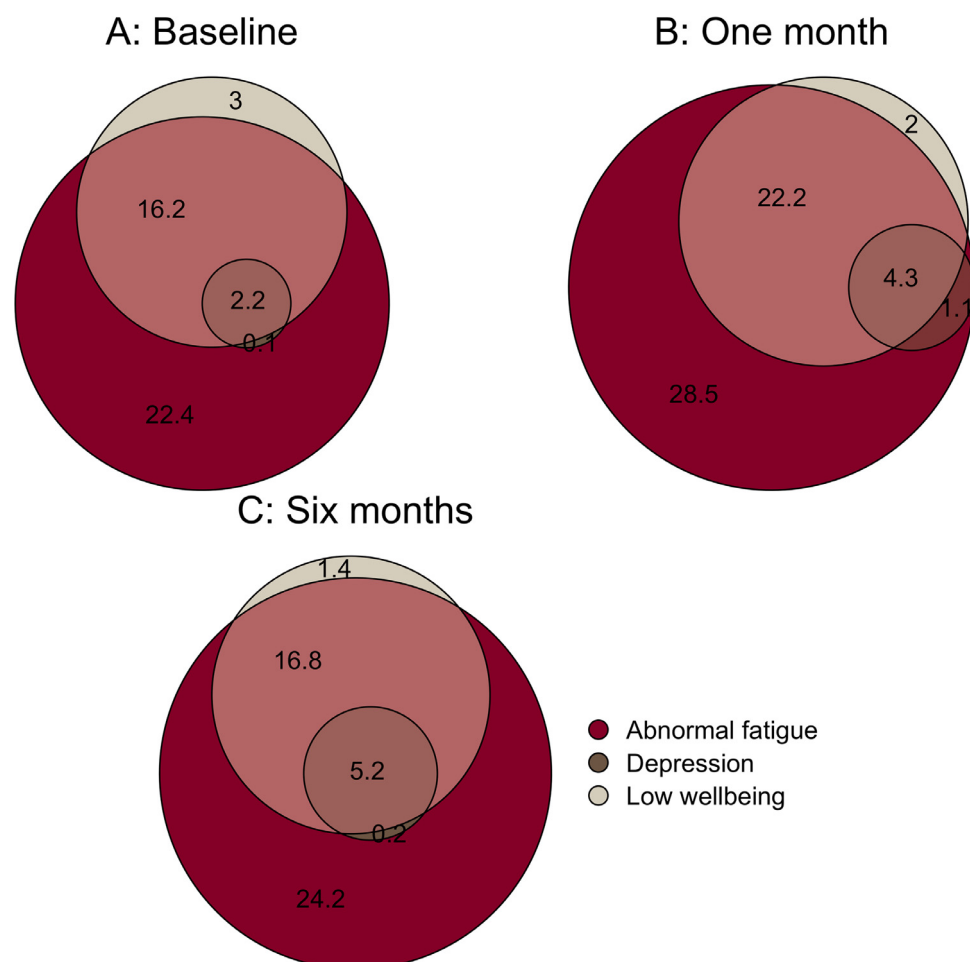 A: Baseline
3
16.2
2.2
0.1
22.4
B: One month
2
22.2
4.3
1.1
28.5
C: Six months
1.4
16.8
5.2
0.2
24.2
Abnormal fatigue
Depression
Low wellbeing